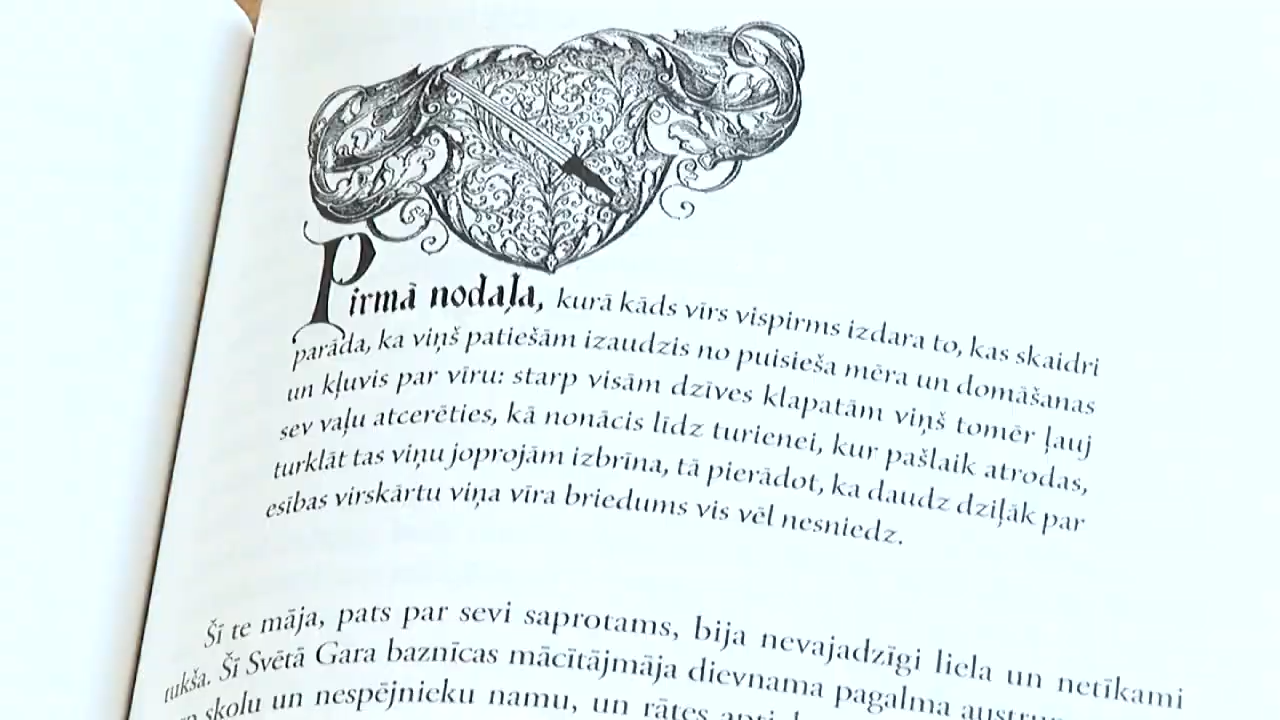 Pirmā nodaļa, kurā kāds vīrs vispirms izdara to, kas skaidri
parāda, ka viņš patiešām izaudzis no puisieša mēra un domāšanas
un kļuvis par vīru: starp visām dzīves klapatām viņš tomēr ļauj
sev vaļu atcerēties, kā nonācis līdz turienei, kur pašlaik atrodas,
turklāt tas viņu joprojām izbrīna, tā pierādot, ka daudz dziļāk par
esības virskārtu viņa vīra briedums vis vēl nesniedz.
Šī te māja, pats par sevi saprotams, bija nevajadzīgi liela un netīkami
tukša. Šī Svētā Gara baznīcas mācītājmāja dievnama pagalma
skolu un nespējnieku namu, un rātes